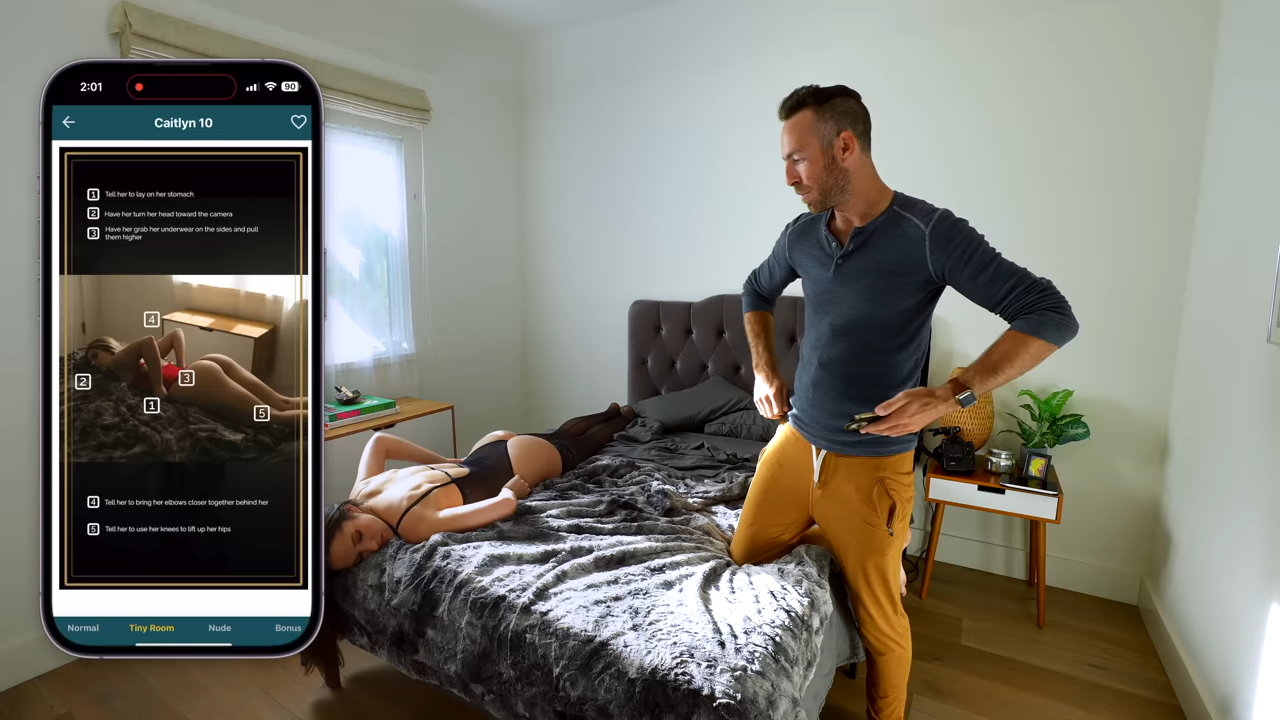 2:01
90
Caitlyn 10
1 Tell her to lay on her stomach
2 Have her turn her head toward the camera
3 Have her grab her underwear on the sides and pull
them higher
4
2
3
1
5
4 Tell her to bring her elbows closer together behind her
5 Tell her to use her knees to lift up her hips
Normal Tiny Room Nude Bonus